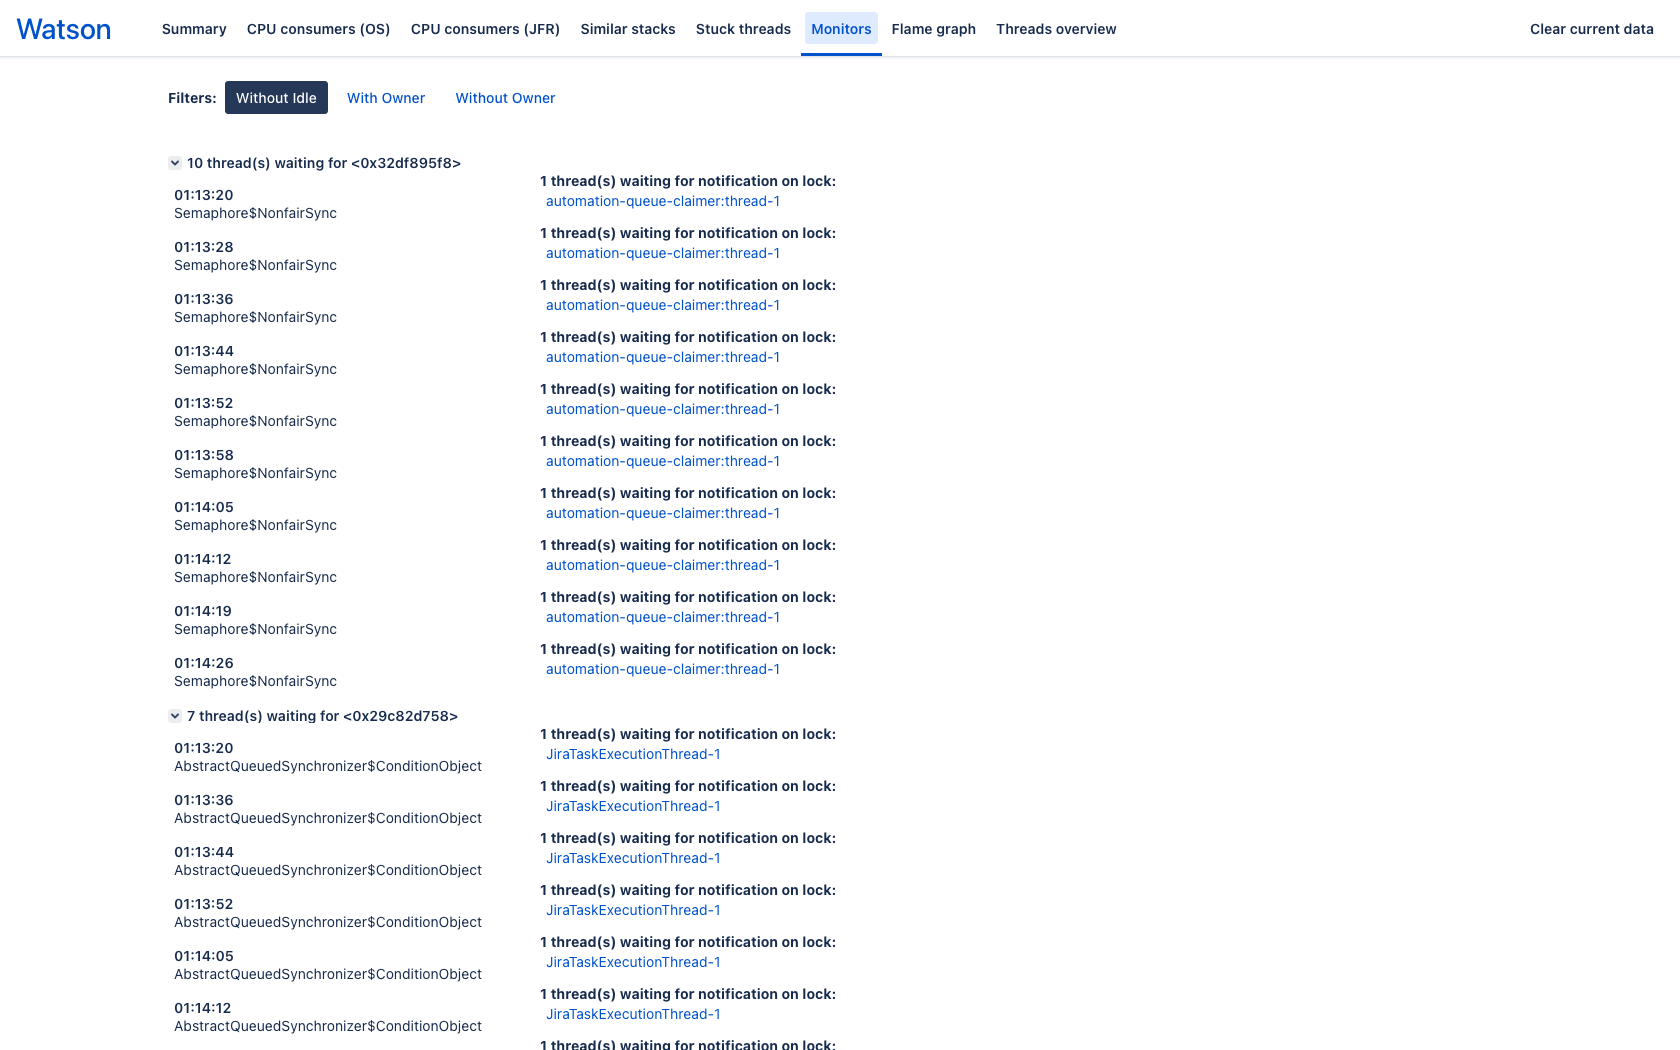 Watson
Summary
CPU consumers (OS)
CPU consumers (JFR)
Similar stacks
Stuck threads
Monitors
Flame graph
Threads overview
Clear current data
Filters:
Without Idle
With Owner
Without Owner
10 thread(s) waiting for <0x32df895f8>
01:13:20
Semaphore$NonfairSync
1 thread(s) waiting for notification on lock:
automation-queue-claimer:thread-1
01:13:28
Semaphore$NonfairSync
1 thread(s) waiting for notification on lock:
automation-queue-claimer:thread-1
01:13:36
Semaphore$NonfairSync
1 thread(s) waiting for notification on lock:
automation-queue-claimer:thread-1
01:13:44
Semaphore$NonfairSync
1 thread(s) waiting for notification on lock:
automation-queue-claimer:thread-1
01:13:52
Semaphore$NonfairSync
1 thread(s) waiting for notification on lock:
automation-queue-claimer:thread-1
01:13:58
Semaphore$NonfairSync
1 thread(s) waiting for notification on lock:
automation-queue-claimer:thread-1
01:14:05
Semaphore$NonfairSync
1 thread(s) waiting for notification on lock:
automation-queue-claimer:thread-1
01:14:12
Semaphore$NonfairSync
1 thread(s) waiting for notification on lock:
automation-queue-claimer:thread-1
01:14:19
Semaphore$NonfairSync
1 thread(s) waiting for notification on lock:
automation-queue-claimer:thread-1
01:14:26
Semaphore$NonfairSync
1 thread(s) waiting for notification on lock:
automation-queue-claimer:thread-1
7 thread(s) waiting for <0x29c82d758>
01:13:20
AbstractQueuedSynchronizer$ConditionObject
1 thread(s) waiting for notification on lock:
JiraTaskExecutionThread-1
01:13:36
AbstractQueuedSynchronizer$ConditionObject
1 thread(s) waiting for notification on lock:
JiraTaskExecutionThread-1
01:13:44
AbstractQueuedSynchronizer$ConditionObject
1 thread(s) waiting for notification on lock:
JiraTaskExecutionThread-1
01:13:52
AbstractQueuedSynchronizer$ConditionObject
1 thread(s) waiting for notification on lock:
JiraTaskExecutionThread-1
01:14:05
AbstractQueuedSynchronizer$ConditionObject
1 thread(s) waiting for notification on lock:
JiraTaskExecutionThread-1
01:14:12
AbstractQueuedSynchronizer$ConditionObject
1 thread(s) waiting for notification on lock:
JiraTaskExecutionThread-1
1 thread(s) waiting for notification on lock: